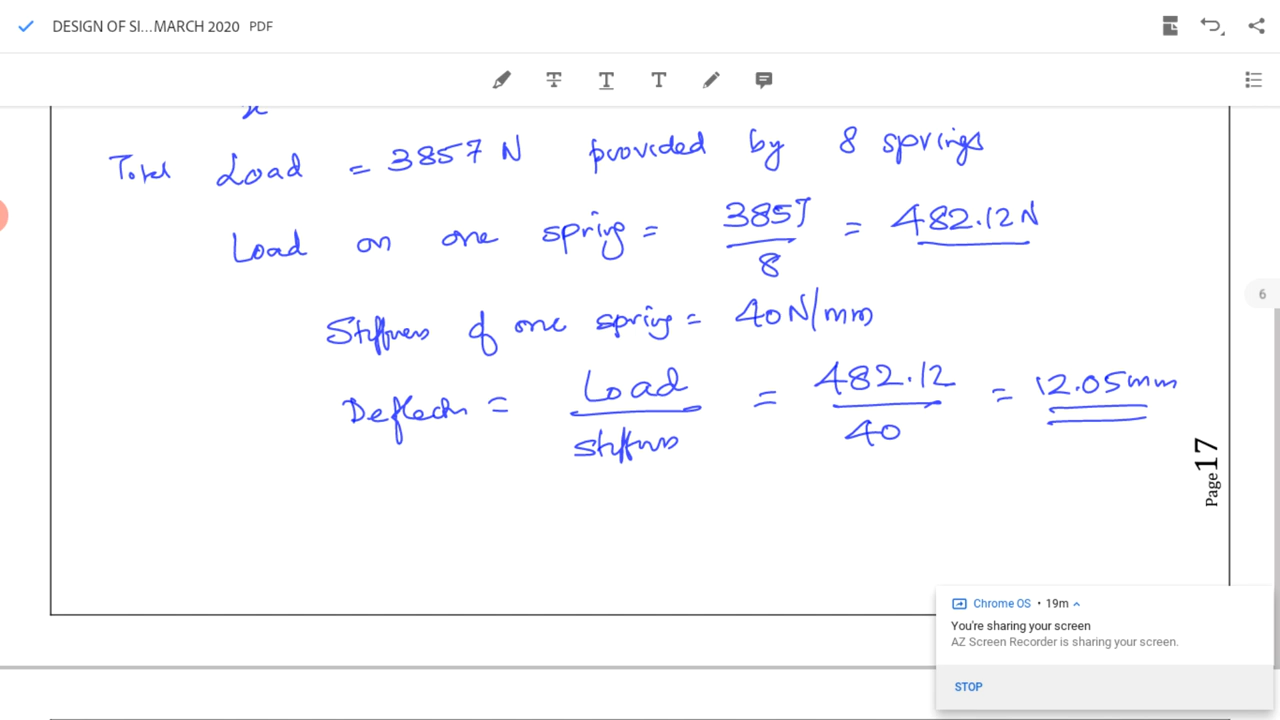 DESIGN OF SI...MARCH 2020 PDF
Total Load = 3857 N provided by 8 springs
Load on one spring = 3857 / 8 = 482.12 N
6
Stiffness of one spring = 40 N/mm
Deflectn = Load / stiffness = 482.12 / 40 = 12.05 mm
Page 17
Chrome OS • 19m
You're sharing your screen
AZ Screen Recorder is sharing your screen.
STOP